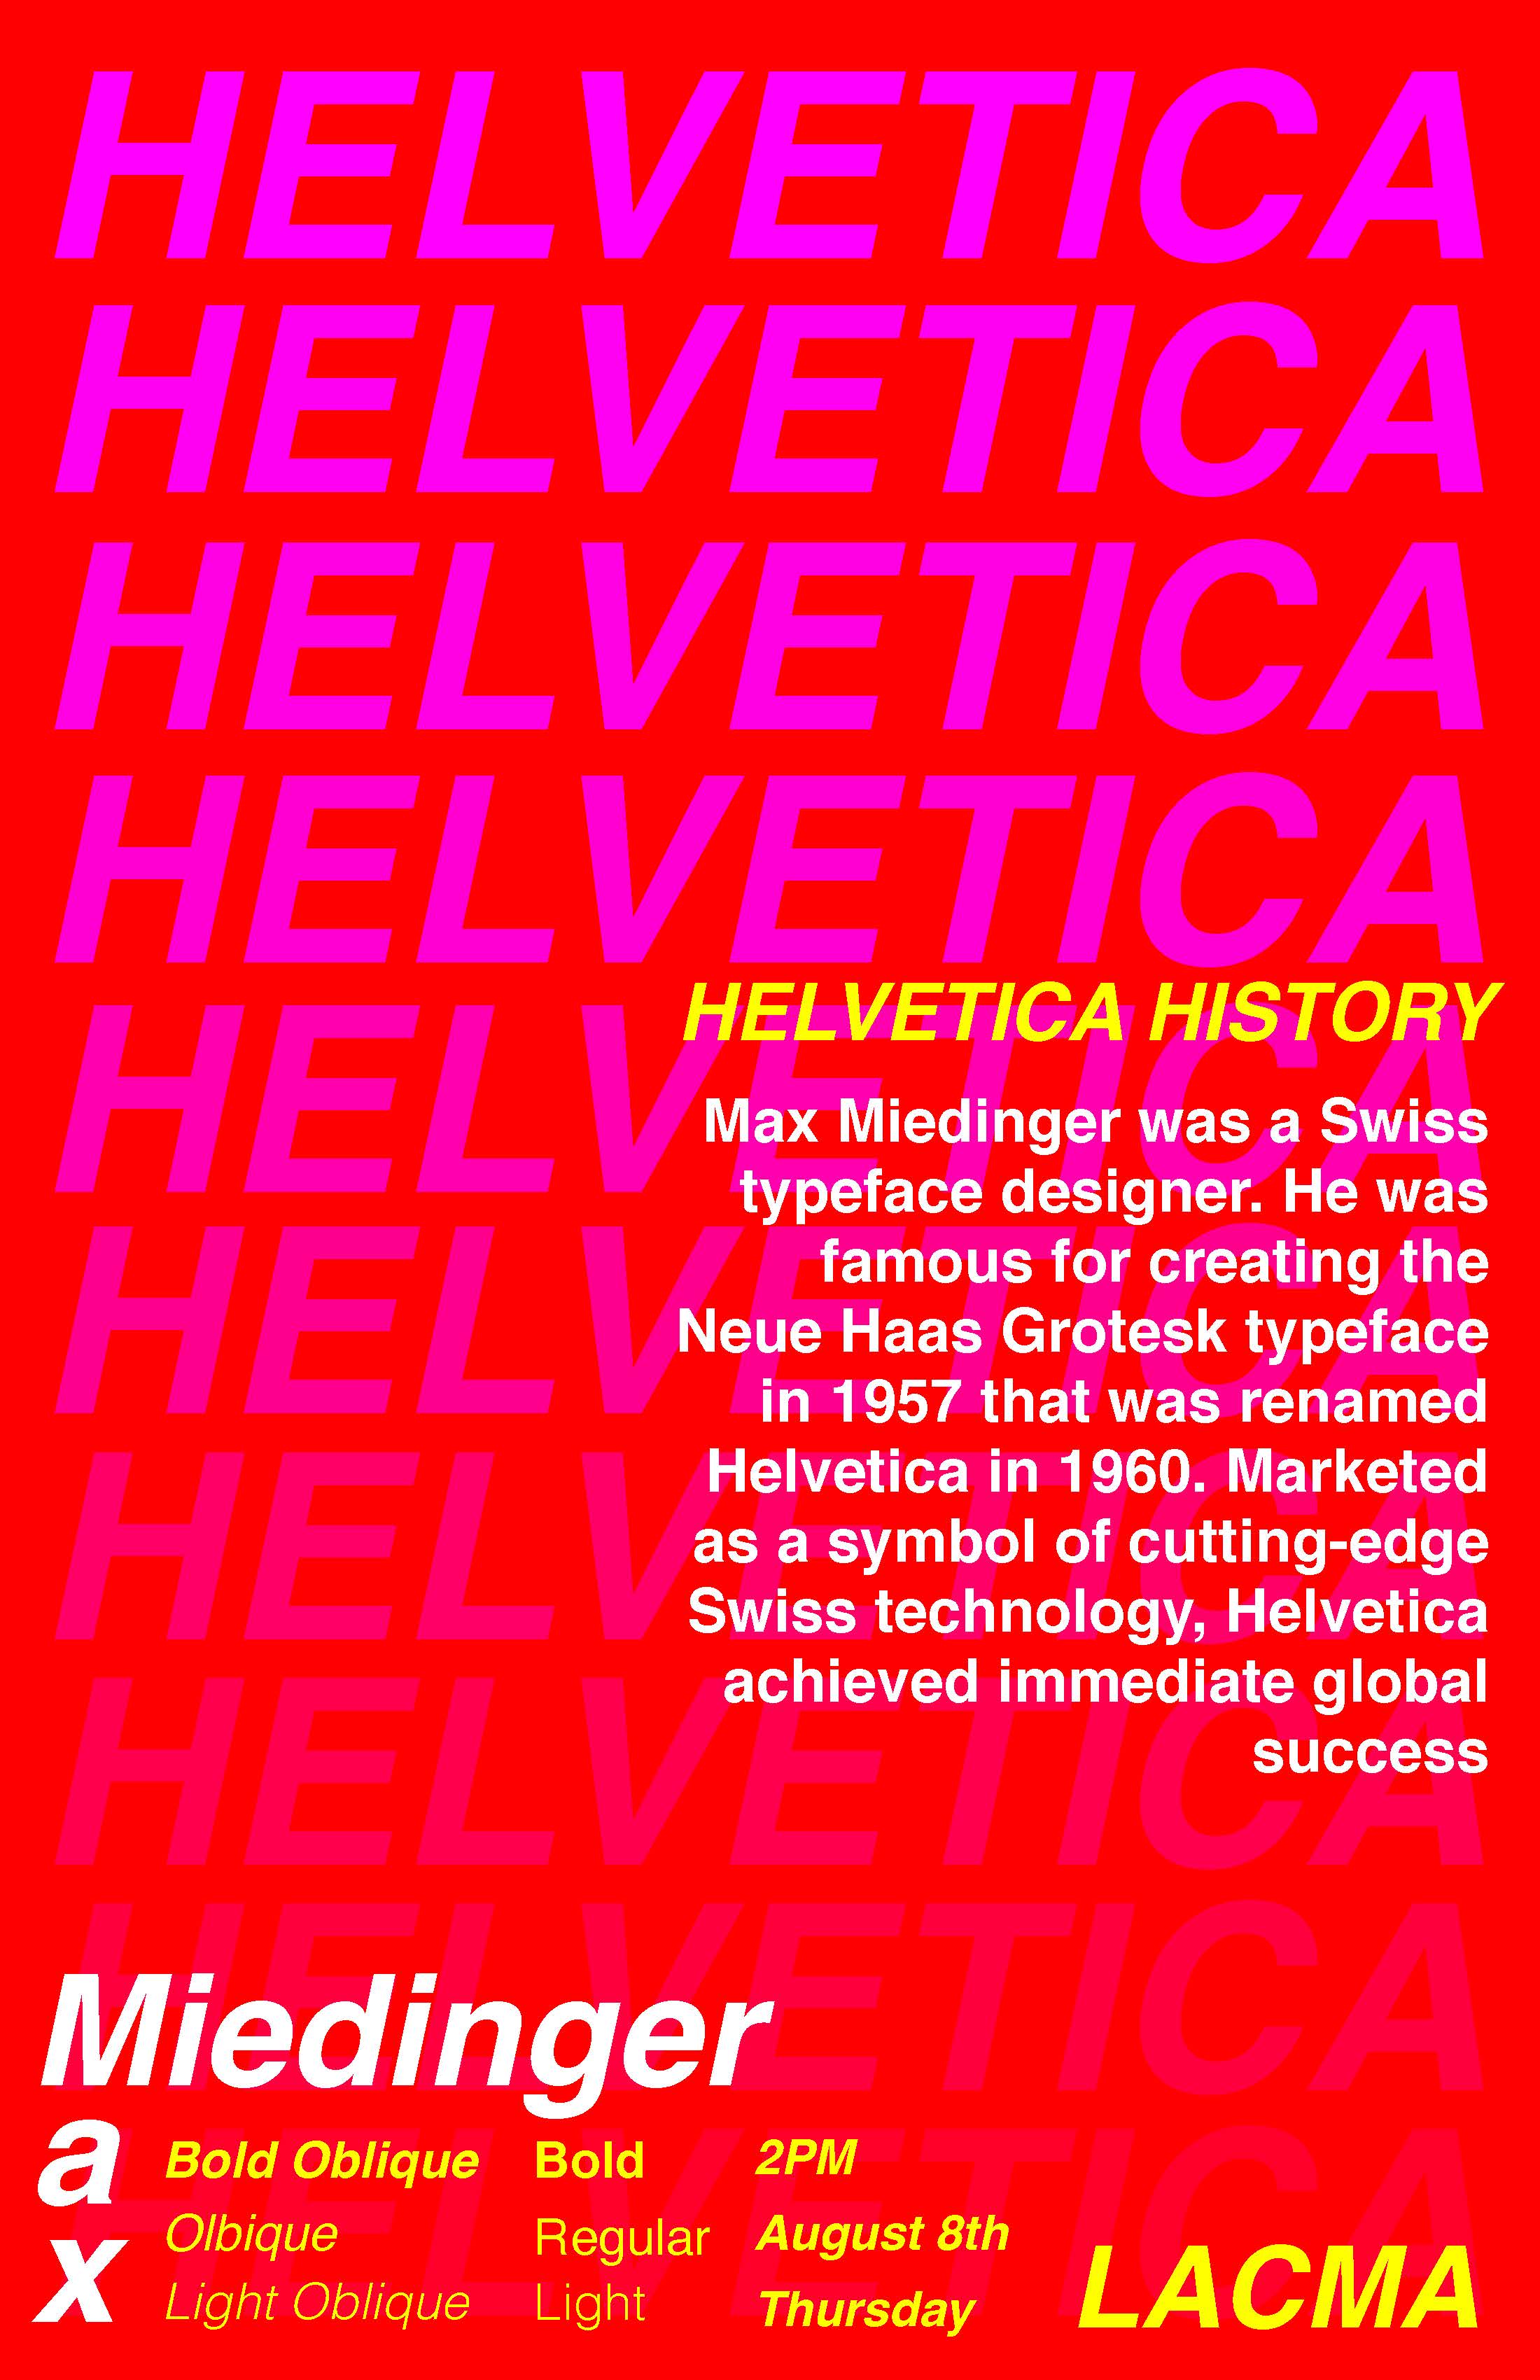 HELVETICA
HELVETICA
HELVETICA
HELVETICA
HELVETICA
HELVETICA
HELVETICA
HELVETICA
HELVETICA
HELVETICA
HELVETICA HISTORY
Max Miedinger was a Swiss
typeface designer. He was
famous for creating the
Neue Haas Grotesk typeface
in 1957 that was renamed
Helvetica in 1960. Marketed
as a symbol of cutting-edge
Swiss technology, Helvetica
achieved immediate global
success
Miedinger
a
x
Bold Oblique
Olbique
Light Oblique
Bold
Regular
Light
2PM
August 8th
Thursday
LACMA